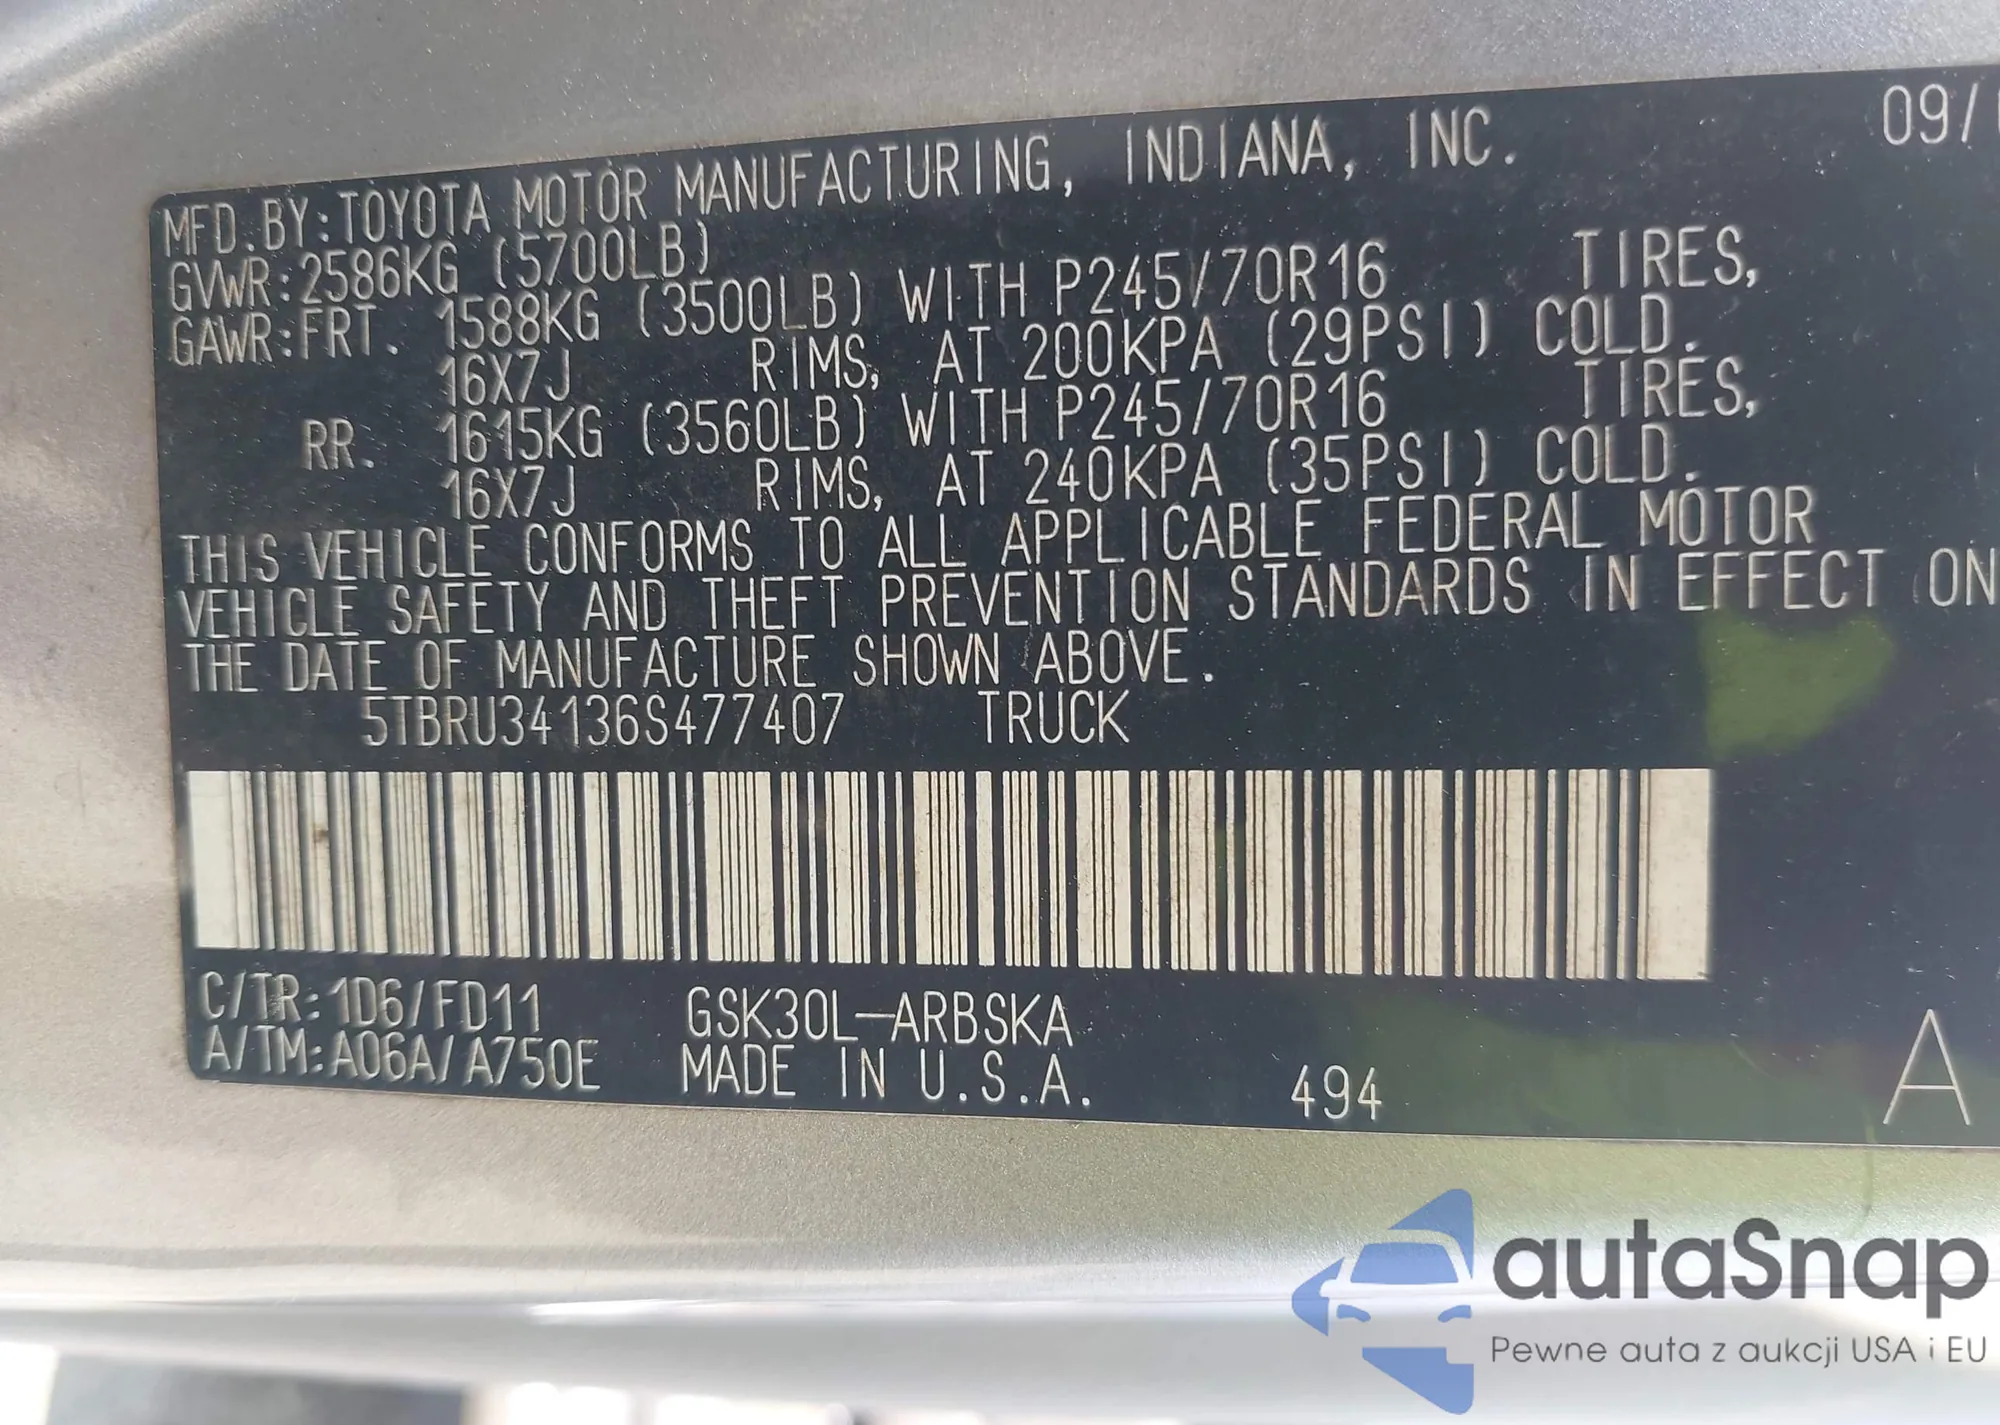 09/
MFD.BY:TOYOTA MOTOR MANUFACTURING, INDIANA, INC.
GVWR:2586KG (5700LB)
GAWR:FRT. 1588KG (3500LB) WITH P245/70R16 TIRES,
16X7J RIMS, AT 200KPA (29PSI) COLD.
RR. 1615KG (3560LB) WITH P245/70R16 TIRES,
16X7J RIMS, AT 240KPA (35PSI) COLD.
THIS VEHICLE CONFORMS TO ALL APPLICABLE FEDERAL MOTOR
VEHICLE SAFETY AND THEFT PREVENTION STANDARDS IN EFFECT ON
THE DATE OF MANUFACTURE SHOWN ABOVE.
5TBRU34136S477407 TRUCK
C/TR:1D6/FD11 GSK30L-ARBSKA
A/TM:A06A/A750E MADE IN U.S.A. 494 A
autaSnap
Pewne auta z aukcji USA i EU